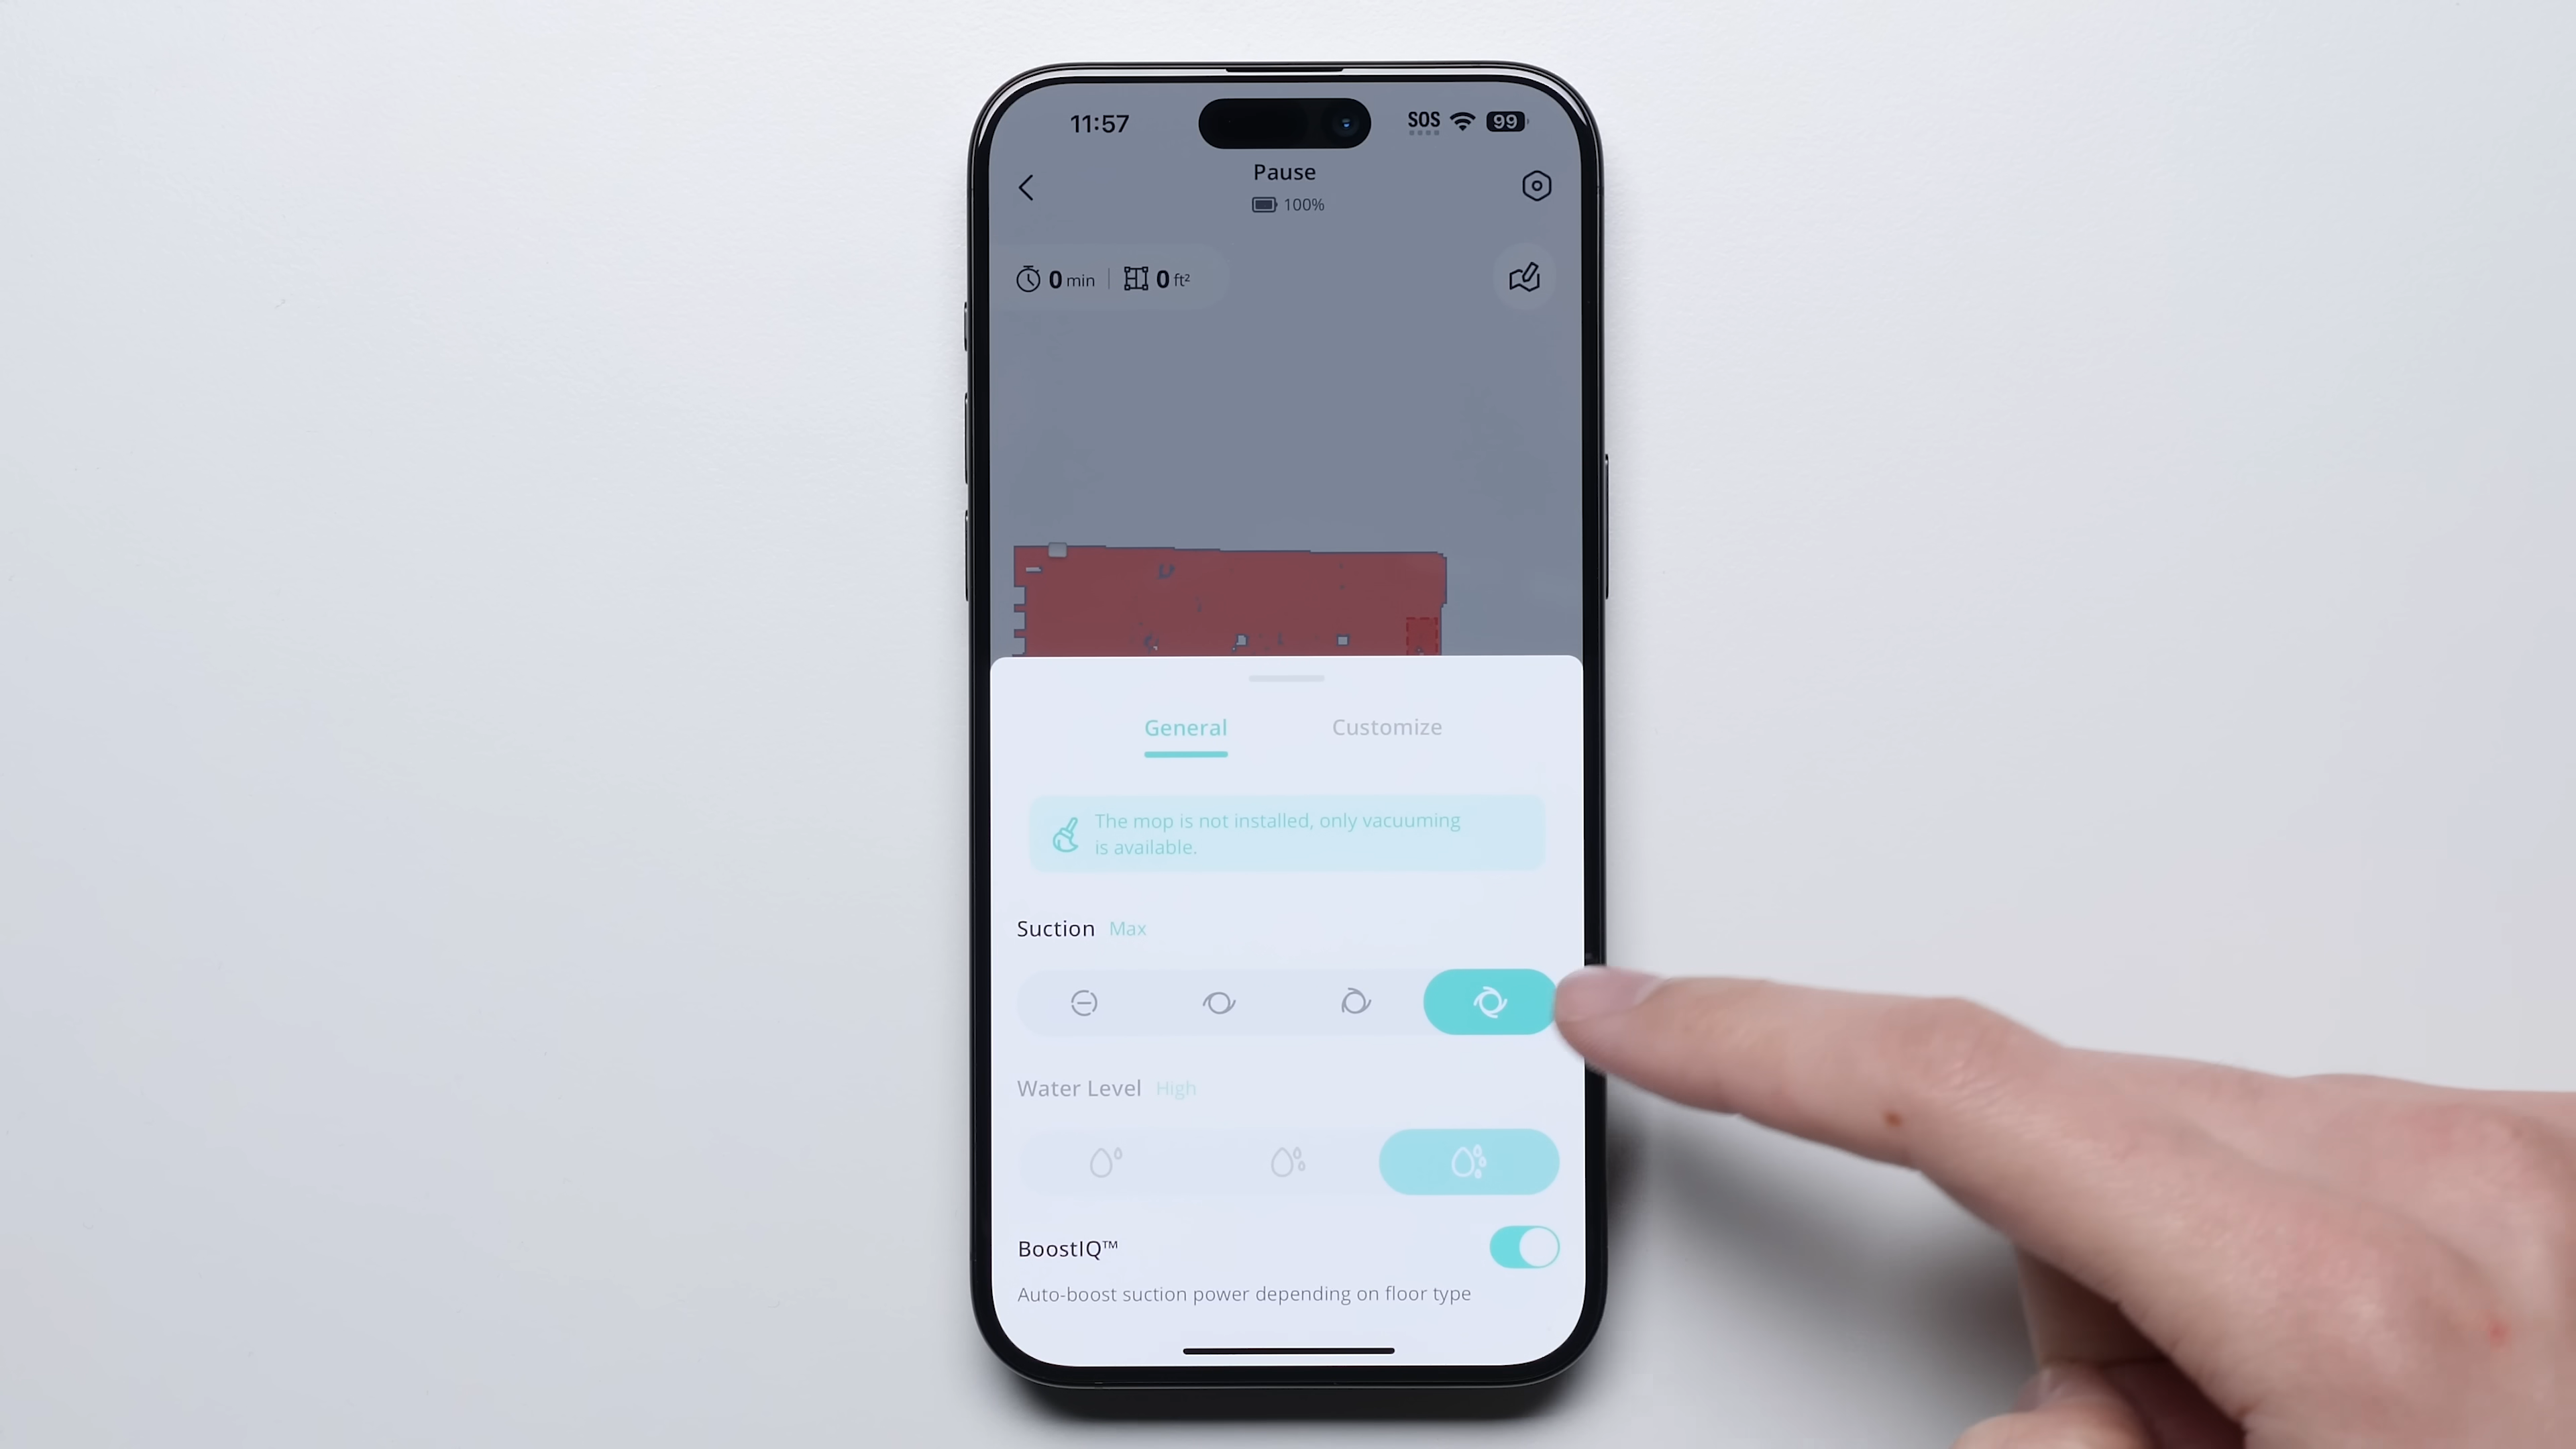 11:57 SOS 99
Pause
100%
0 min 0 ft²
General Customize
The mop is not installed, only vacuuming
is available.
Suction Max
Water Level High
BoostIQ™
Auto-boost suction power depending on floor type